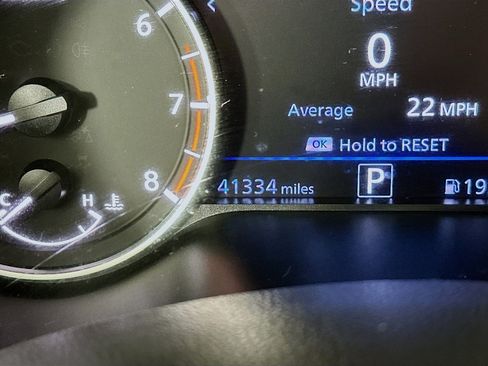 Speed
6
0
MPH
7
Average 22 MPH
OK Hold to RESET
8
41334 miles P 19
C H